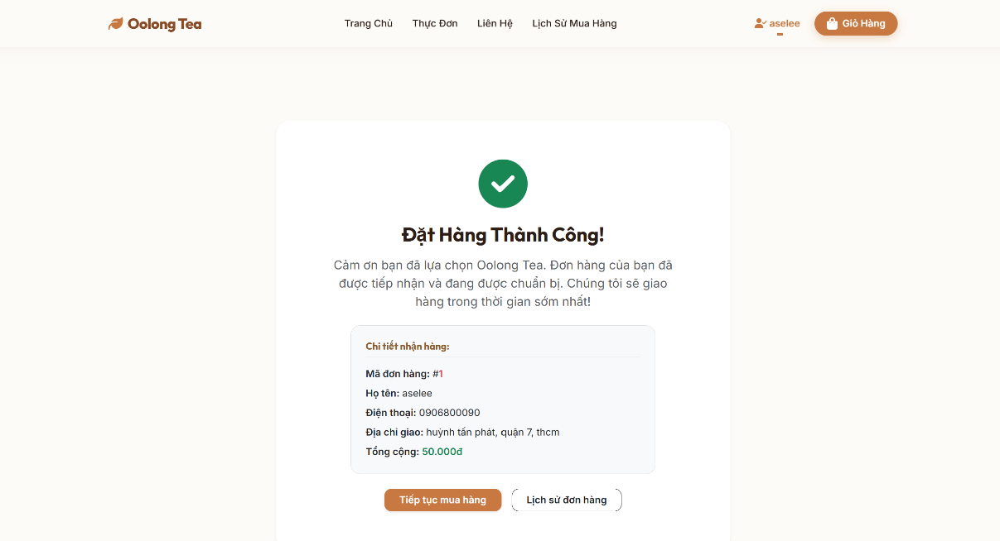 Oolong Tea
Trang Chủ
Thực Đơn
Liên Hệ
Lịch Sử Mua Hàng
aselee
Giỏ Hàng
Đặt Hàng Thành Công!
Cảm ơn bạn đã lựa chọn Oolong Tea. Đơn hàng của bạn đã
được tiếp nhận và đang được chuẩn bị. Chúng tôi sẽ giao
hàng trong thời gian sớm nhất!
Chi tiết nhận hàng:
Mã đơn hàng: #1
Họ tên: aselee
Điện thoại: 0906800090
Địa chỉ giao: huỳnh tấn phát, quận 7, thcm
Tổng cộng: 50.000đ
Tiếp tục mua hàng
Lịch sử đơn hàng